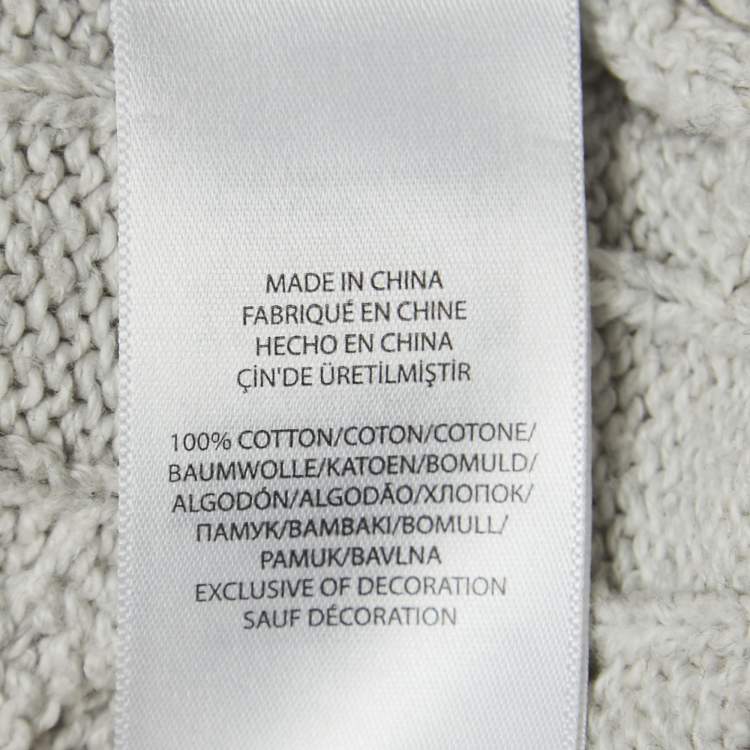 MADE IN CHINA
FABRIQUÉ EN CHINE
HECHO EN CHINA
ÇİN'DE ÜRETİLMİŞTİR
100% COTTON/COTON/COTONE/
BAUMWOLLE/KATOEN/BOMULD/
ALGODÓN/ALGODÃO/ХЛОПОК/
ПАМУК/BAMBAKI/BOMULL/
PAMUK/BAVLNA
EXCLUSIVE OF DECORATION
SAUF DÉCORATION